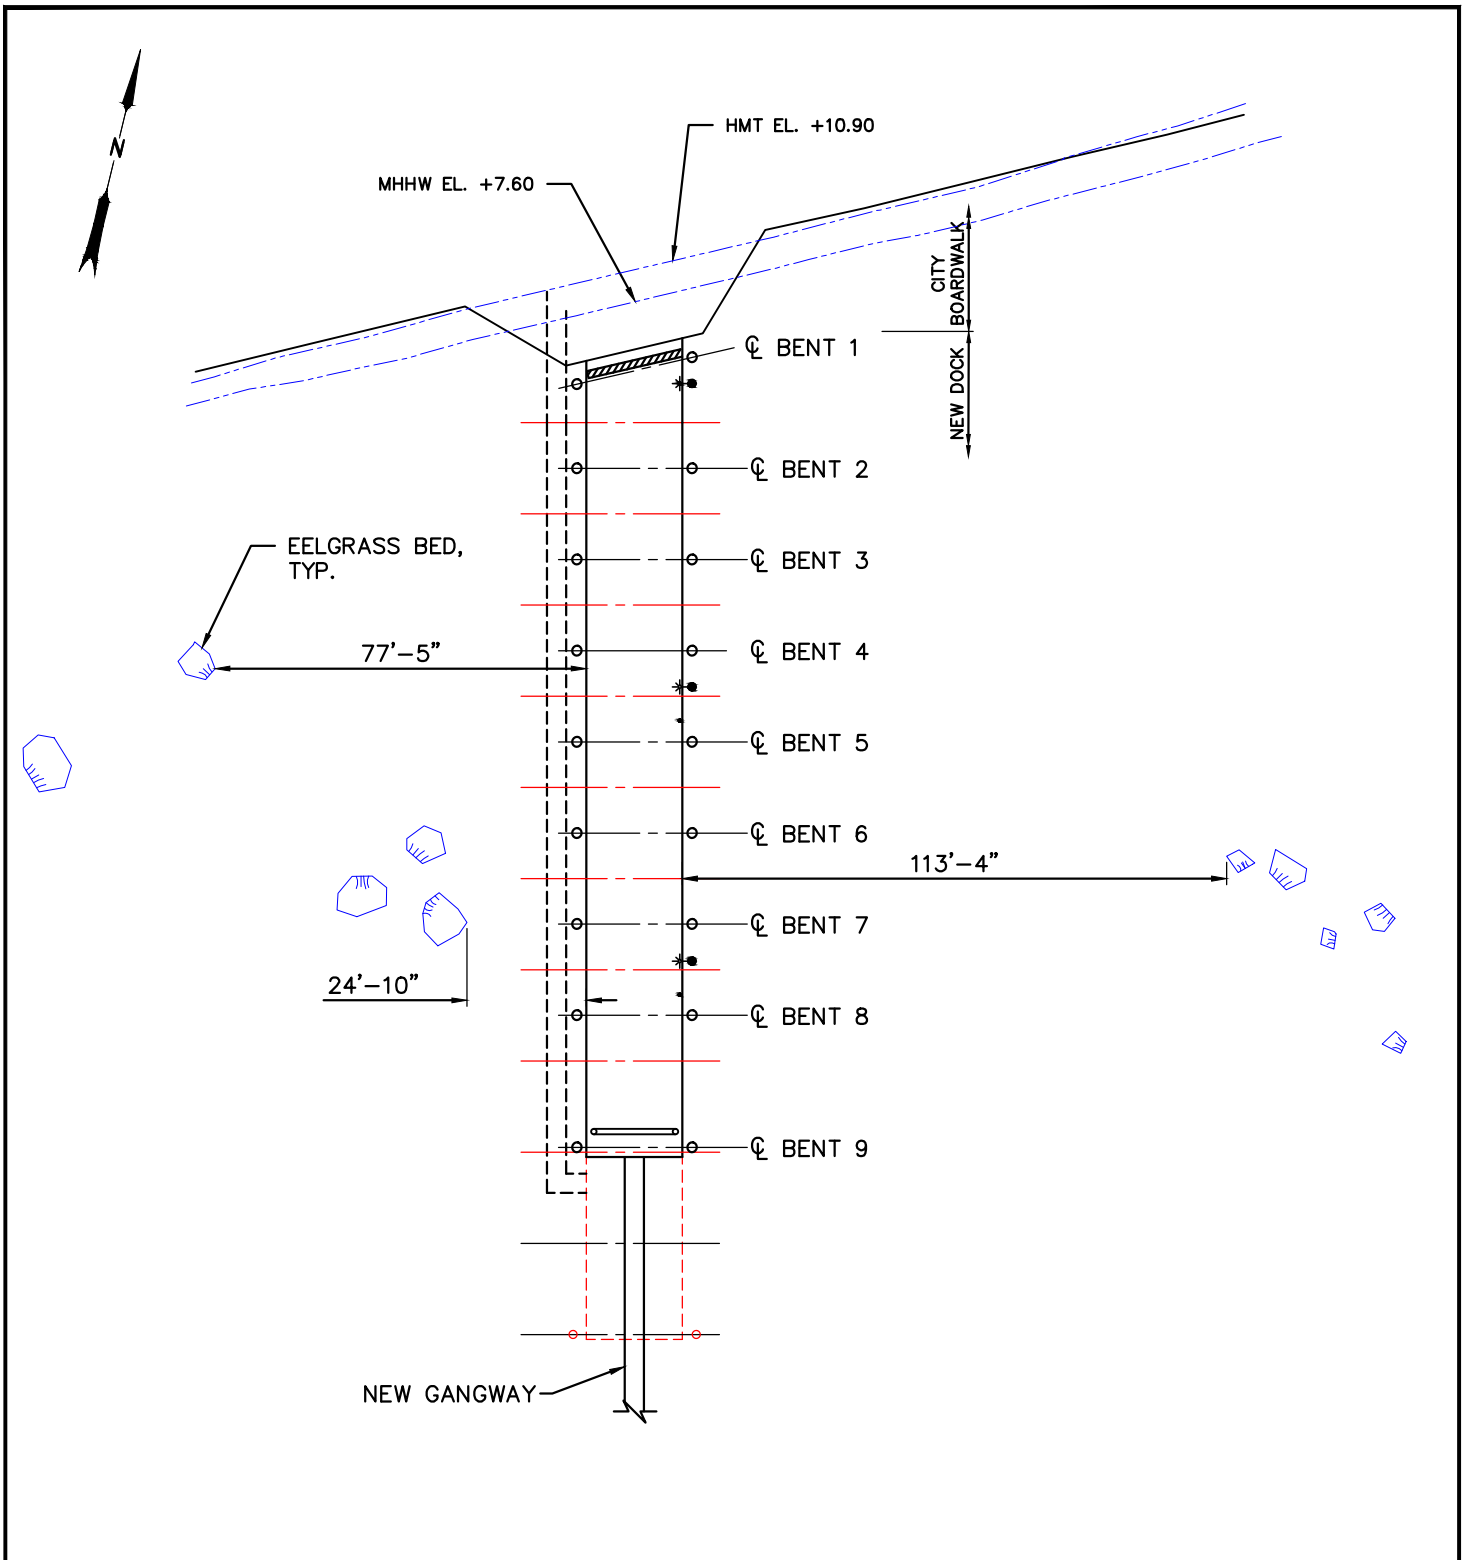 HMT EL. +10.90
N
MHHW EL. +7.60
CITY
BOARDWALK
℄ BENT 1
NEW DOCK
℄ BENT 2
EELGRASS BED,
TYP.
℄ BENT 3
77'-5"
℄ BENT 4
℄ BENT 5
℄ BENT 6
113'-4"
℄ BENT 7
24'-10"
℄ BENT 8
℄ BENT 9
NEW GANGWAY